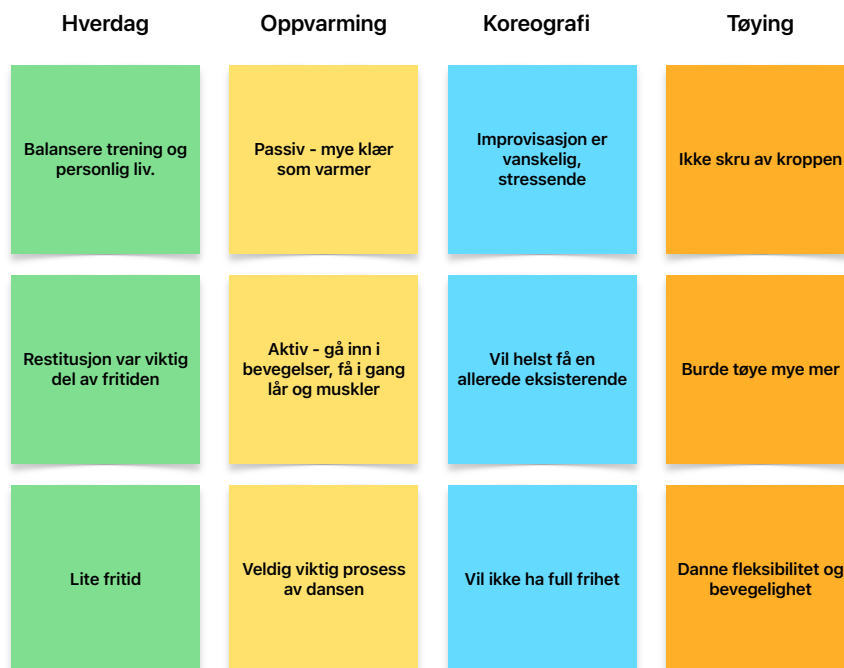 Hverdag
Oppvarming
Koreografi
Tøying
Balansere trening og
personlig liv.
Passiv - mye klær
som varmer
Improvisasjon er
vanskelig,
stressende
Ikke skru av kroppen
Restitusjon var viktig
del av fritiden
Aktiv - gå inn i
bevegelser, få i gang
lår og muskler
Vil helst få en
allerede eksisterende
Burde tøye mye mer
Lite fritid
Veldig viktig prosess
av dansen
Vil ikke ha full frihet
Danne fleksibilitet og
bevegelighet